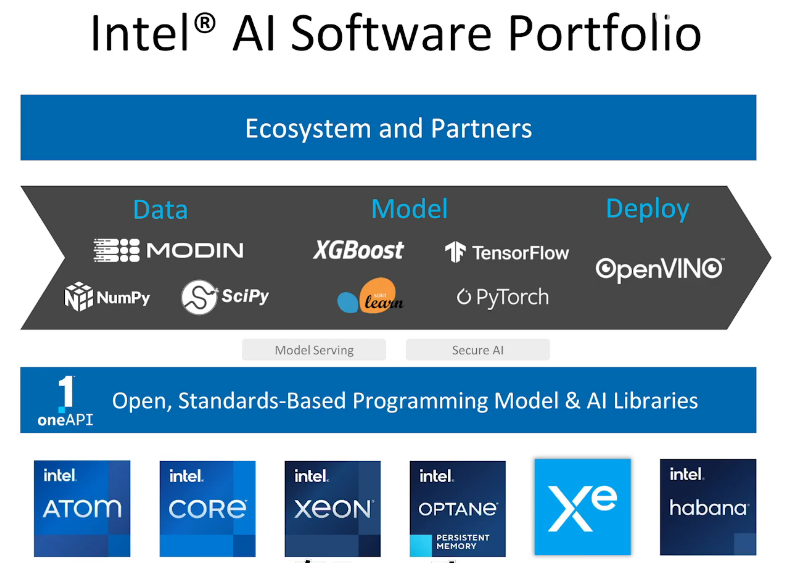 Intel® AI Software Portfolio
Ecosystem and Partners
Data
Model
Deploy
MODIN
XGBoost
TensorFlow
OpenVINO™
NumPy
SciPy
learn
PyTorch
Model Serving
Secure AI
oneAPI
Open, Standards-Based Programming Model & AI Libraries
intel.
ATOM
intel.
CORE
intel.
XEON
intel.
OPTANE
PERSISTENT
MEMORY
Xe
intel.
habana